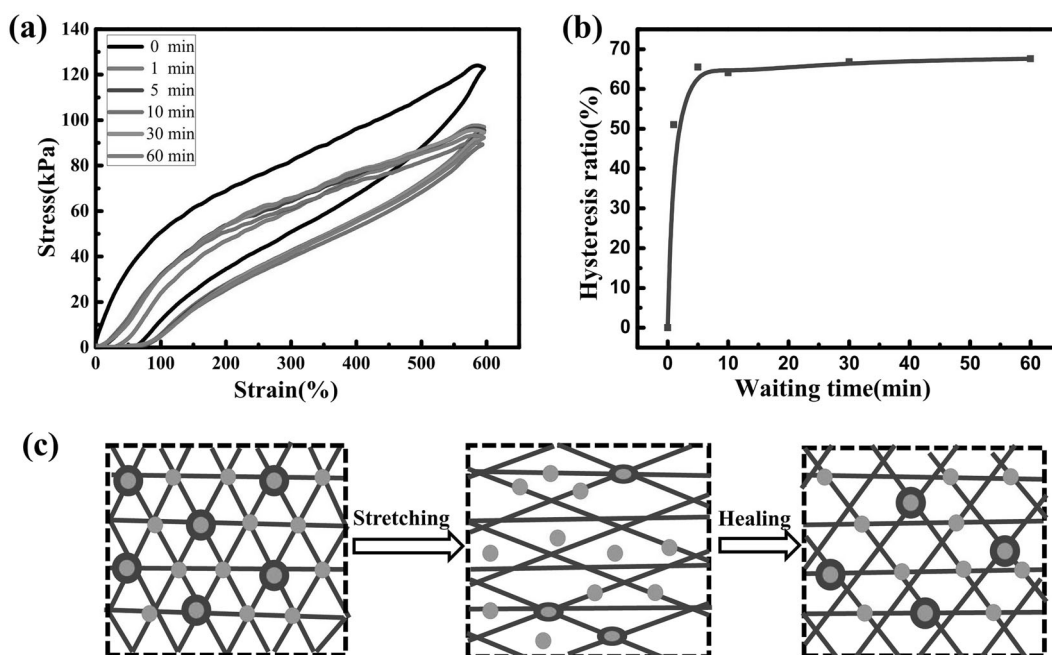 (a)
140
120
100
80
60
40
20
0
Stress(kPa)
0 min
1 min
5 min
10 min
30 min
60 min
0 100 200 300 400 500 600
Strain(%)
(b)
70
60
50
40
30
20
10
0
Hysteresis ratio(%)
0 10 20 30 40 50 60
Waiting time(min)
(c)
Stretching
Healing